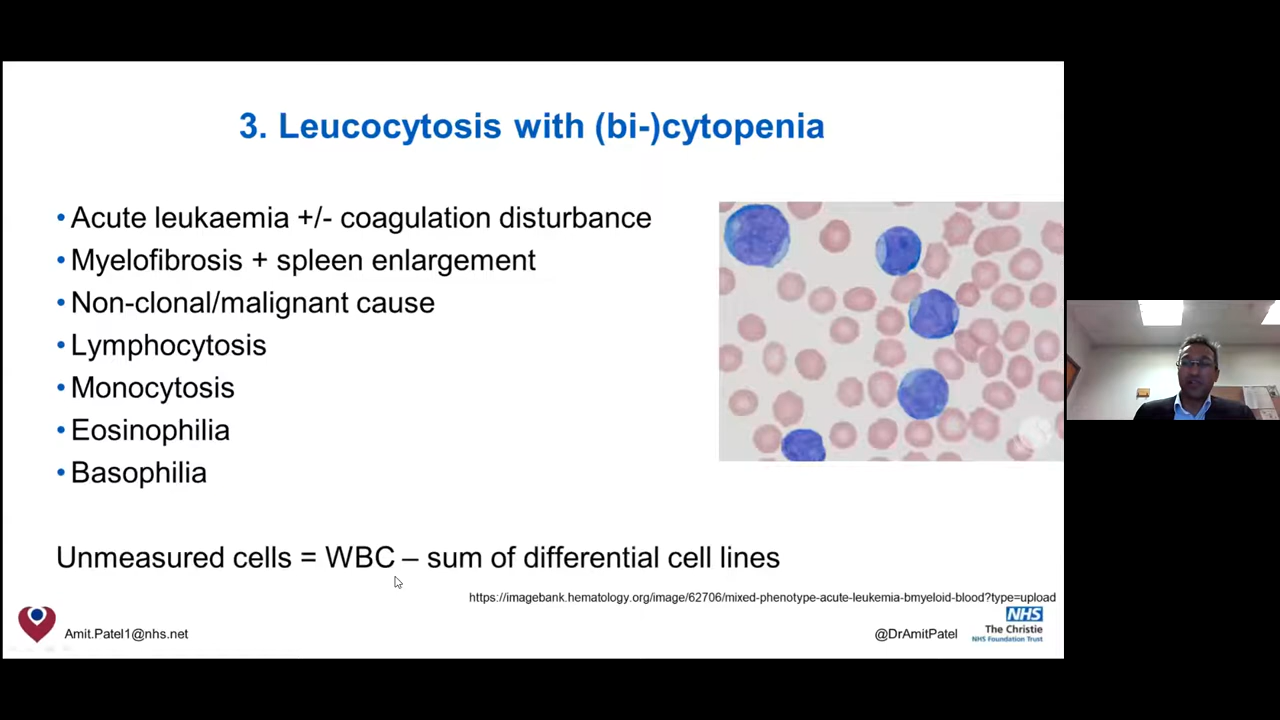 3. Leucocytosis with (bi-)cytopenia
• Acute leukaemia +/- coagulation disturbance
• Myelofibrosis + spleen enlargement
• Non-clonal/malignant cause
• Lymphocytosis
• Monocytosis
• Eosinophilia
• Basophilia
Unmeasured cells = WBC – sum of differential cell lines
https://imagebank.hematology.org/image/62706/mixed-phenotype-acute-leukemia-bmyeloid-blood?type=upload
Amit.Patel1@nhs.net
@DrAmitPatel
NHS
The Christie
NHS Foundation Trust